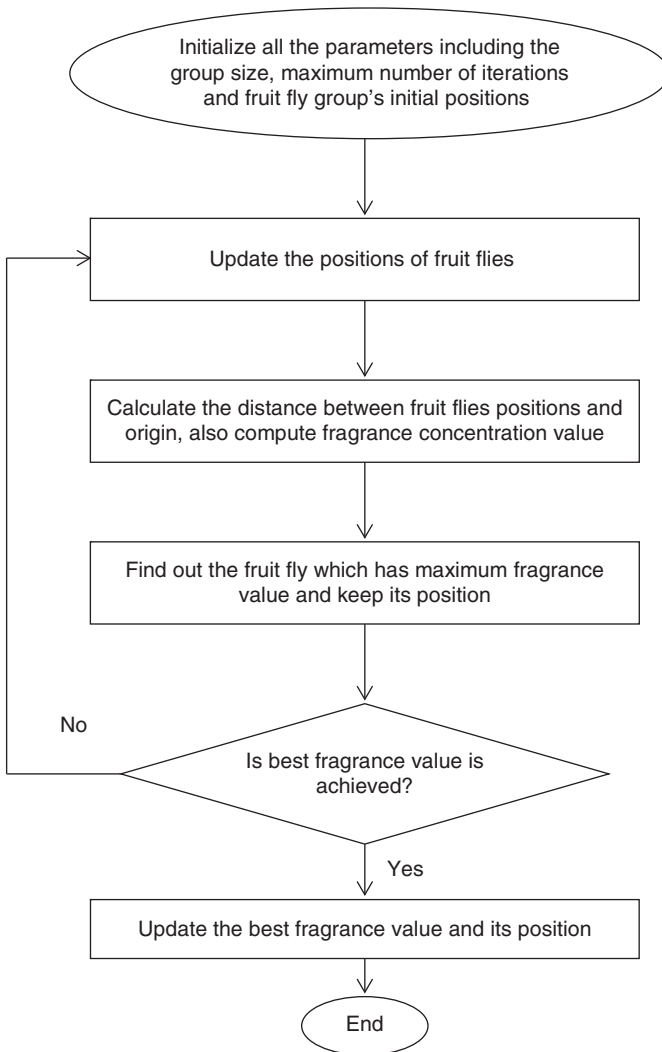 Initialize all the parameters including the
group size, maximum number of iterations
and fruit fly group's initial positions
Update the positions of fruit flies
Calculate the distance between fruit flies positions and
origin, also compute fragrance concentration value
Find out the fruit fly which has maximum fragrance
value and keep its position
No
Is best fragrance value is
achieved?
Yes
Update the best fragrance value and its position
End